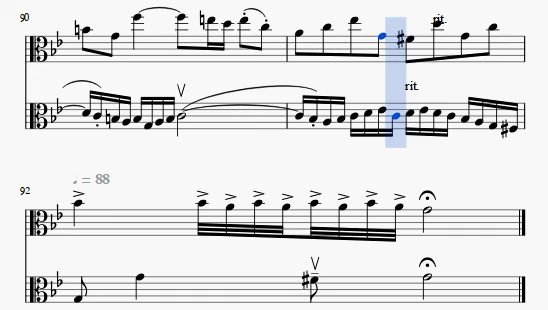 90
rit.
rit.
92
. = 88